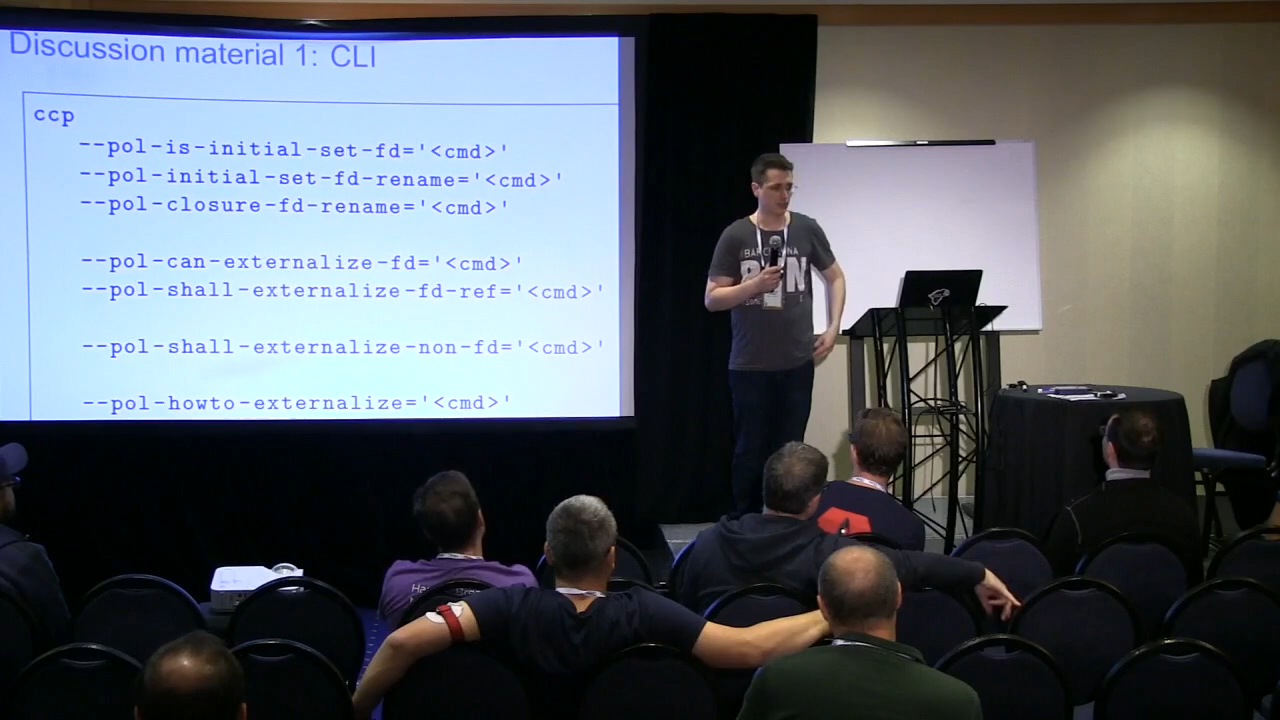 Discussion material 1: CLI
ccp
--pol-is-initial-set-fd='<cmd>'
--pol-initial-set-fd-rename='<cmd>'
--pol-closure-fd-rename='<cmd>'
--pol-can-externalize-fd='<cmd>'
--pol-shall-externalize-fd-ref='<cmd>'
--pol-shall-externalize-non-fd='<cmd>'
--pol-howto-externalize='<cmd>'